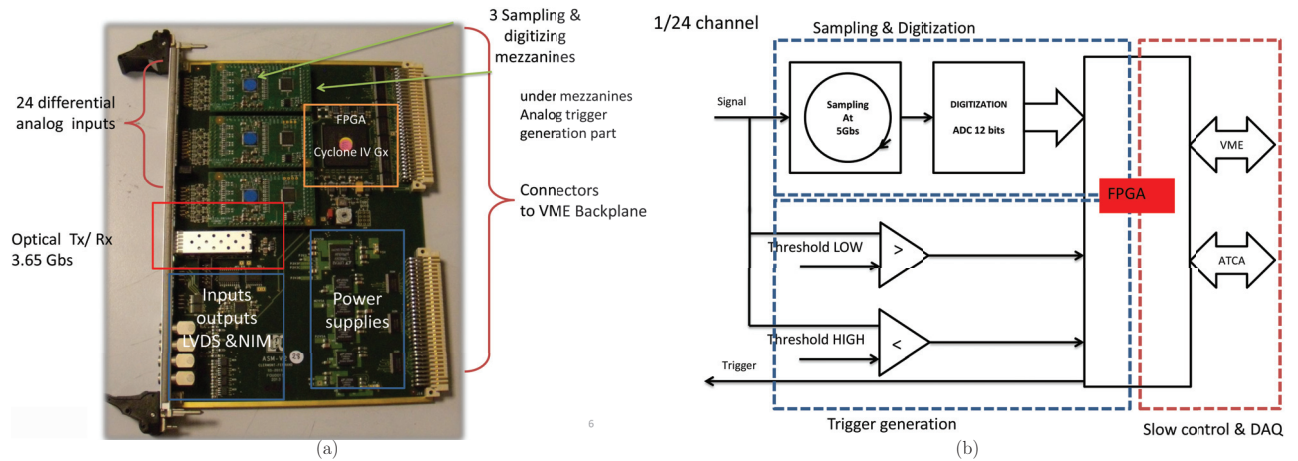 3 Sampling &
digitizing
mezzanines
24 differential
analog inputs
under mezzanines
Analog trigger
generation part
FPGA
Cyclone IV Gx
Connectors
to VME Backplane
Optical Tx/ Rx
3.65 Gbs
Inputs
outputs
LVDS &NIM
Power
supplies
ASM-V2
28
6
(a)
1/24 channel
Sampling & Digitization
Signal
Sampling
At
5Gbs
DIGITIZATION
ADC 12 bits
VME
FPGA
Threshold LOW
>
ATCA
Threshold HIGH
<
Trigger
Trigger generation
Slow control & DAQ
(b)